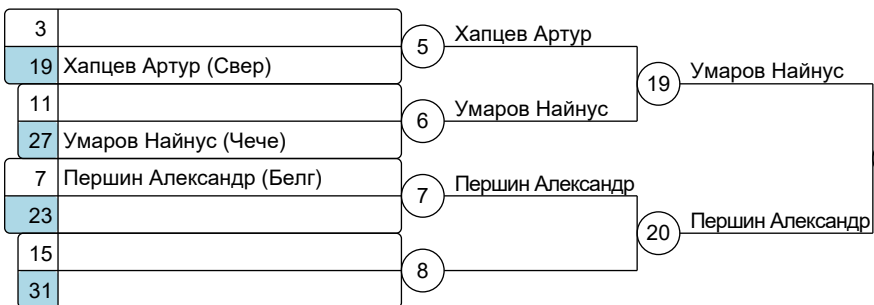 3
19 Хапцев Артур (Свер)
11
27 Умаров Найнус (Чече)
7 Першин Александр (Белг)
23
15
31
5 Хапцев Артур
6 Умаров Найнус
7 Першин Александр
8
19 Умаров Найнус
20 Першин Александр